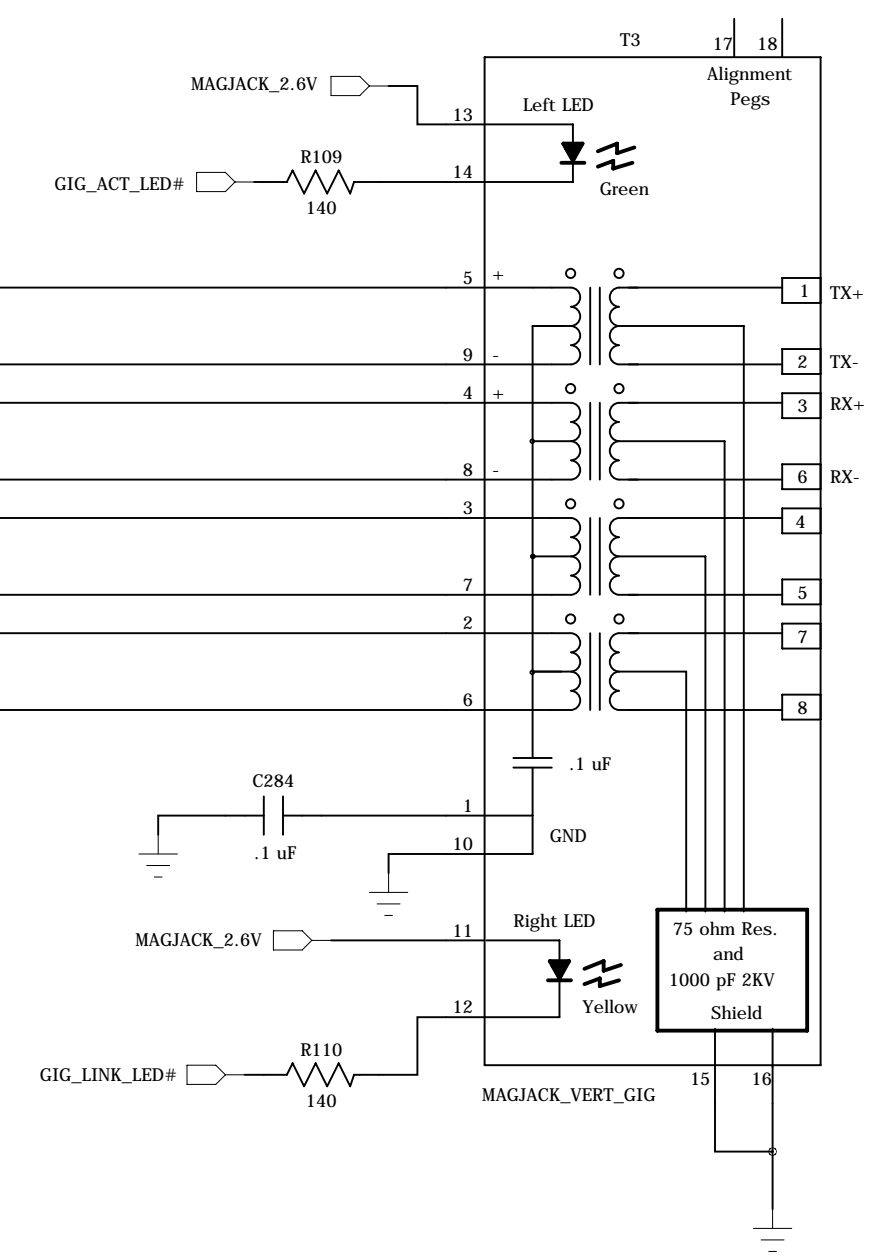 T3
17
18
Alignment
Pegs
MAGJACK_2.6V
13
Left LED
R109
GIG_ACT_LED#
140
14
Green
5
+
1
TX+
9
-
2
TX-
4
+
3
RX+
8
-
6
RX-
3
4
7
5
2
7
6
8
.1 uF
C284
.1 uF
1
10
GND
MAGJACK_2.6V
11
Right LED
12
Yellow
75 ohm Res.
and
1000 pF 2KV
Shield
R110
GIG_LINK_LED#
140
15
16
MAGJACK_VERT_GIG